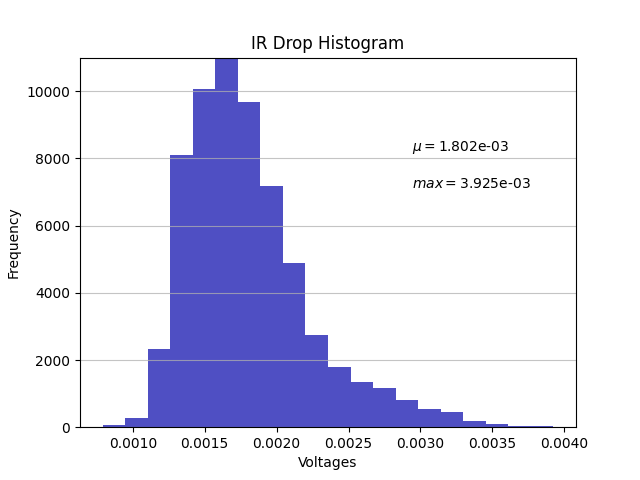 IR Drop Histogram
10000
8000
6000
4000
2000
0
Frequency
μ = 1.802e-03
max = 3.925e-03
0.0010 0.0015 0.0020 0.0025 0.0030 0.0035 0.0040
Voltages